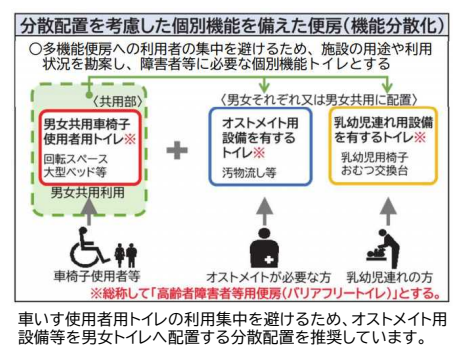 分散配置を考慮した個別機能を備えた便房(機能分散化)
○多機能便房への利用者の集中を避けるため、施設の用途や利用
状況を勘案し、障害者等に必要な個別機能トイレとする
〈共用部〉
〈男女それぞれ又は男女共用に配置〉
男女共用車椅子
使用者用トイレ※
回転スペース
大型ベッド等
男女共用利用
+
オストメイト用
設備を有する
トイレ※
汚物流し等
乳幼児連れ用設備
を有するトイレ※
乳幼児用椅子
おむつ交換台
車椅子使用者等
オストメイトが必要な方
乳幼児連れの方
※総称して「高齢者障害者等用便房(バリアフリートイレ)」とする。
車いす使用者用トイレの利用集中を避けるため、オストメイト用
設備等を男女トイレへ配置する分散配置を推奨しています。